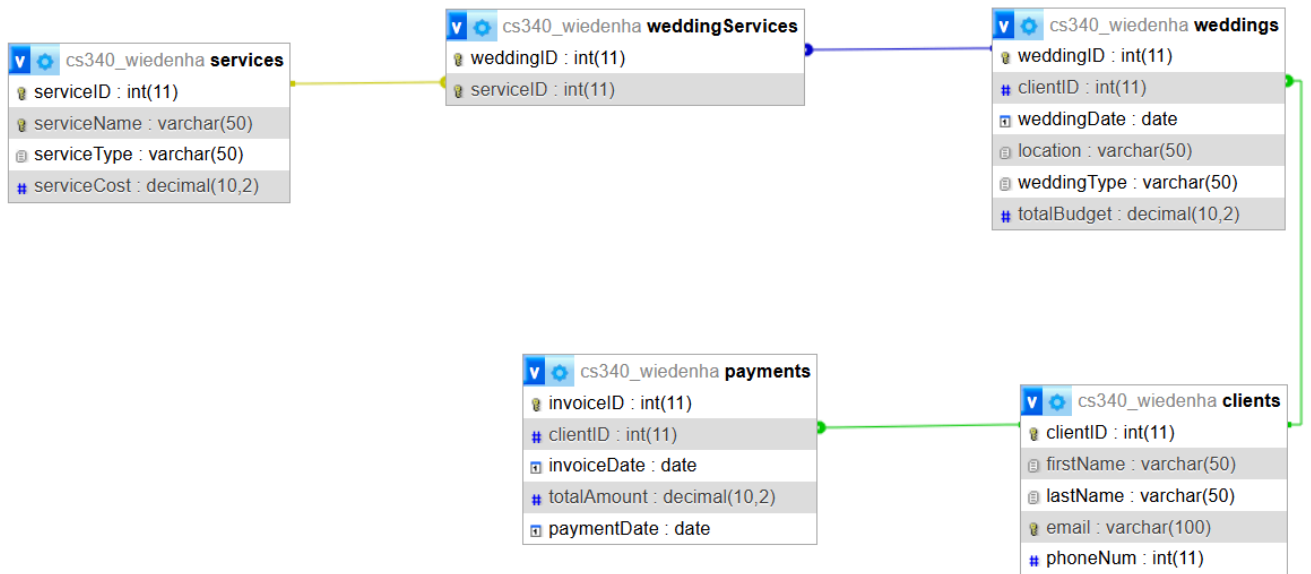 cs340_wiedenha services
serviceID : int(11)
serviceName : varchar(50)
serviceType : varchar(50)
serviceCost : decimal(10,2)
cs340_wiedenha weddingServices
weddingID : int(11)
serviceID : int(11)
cs340_wiedenha weddings
weddingID : int(11)
# clientID : int(11)
weddingDate : date
location : varchar(50)
weddingType : varchar(50)
# totalBudget : decimal(10,2)
cs340_wiedenha payments
invoiceID : int(11)
# clientID : int(11)
invoiceDate : date
# totalAmount : decimal(10,2)
paymentDate : date
cs340_wiedenha clients
clientID : int(11)
firstName : varchar(50)
lastName : varchar(50)
email : varchar(100)
# phoneNum : int(11)